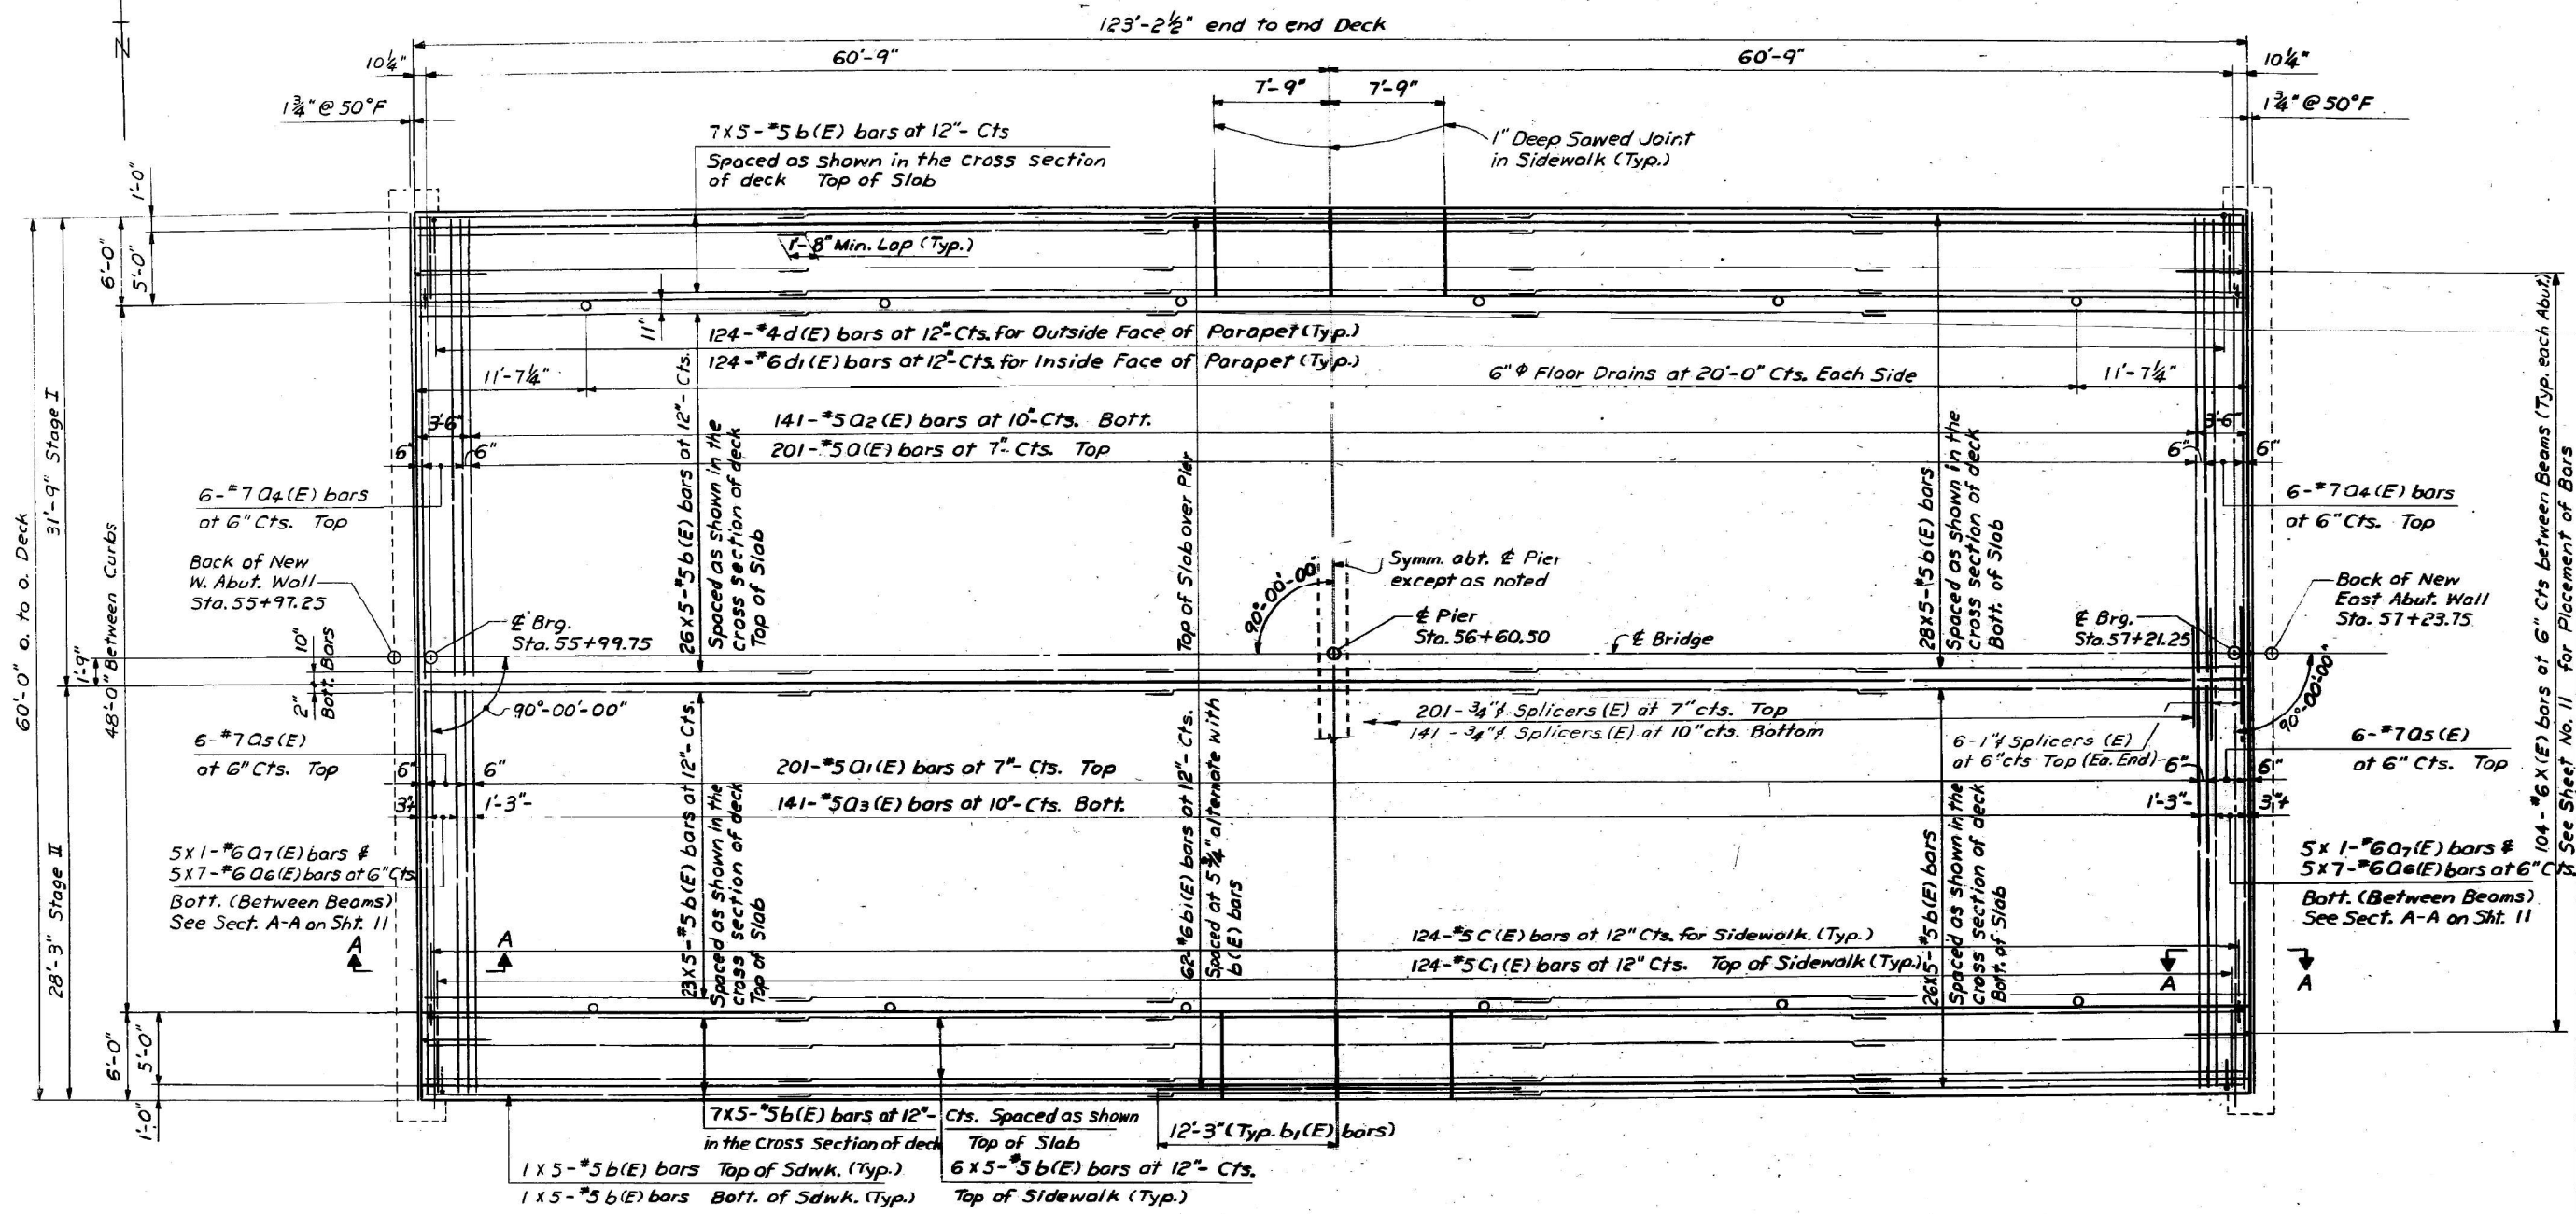 N
123'-2½" end to end Deck
10¼"
60'-9"
60'-9"
10¼"
1¾" @ 50°F
7'-9"
7'-9"
1¾" @ 50°F
7x5-#5 b(E) bars at 12"- Cts
Spaced as shown in the cross section
of deck Top of Slab
1" Deep Sawed Joint
in Sidewalk (Typ.)
1'-0"
6'-0"
5'-0"
1'-8" Min. Lap (Typ.)
11"
124-#4 d(E) bars at 12"-Cts. for Outside Face of Parapet (Typ.)
124-#6 d1(E) bars at 12"-Cts. for Inside Face of Parapet (Typ.)
11'-7¼"
6"ϕ Floor Drains at 20'-0" Cts. Each Side
11'-7¼"
3'-6"
141-#5 a2(E) bars at 10"-Cts. Bott.
3'-6"
6"
6"
201-#5 a(E) bars at 7"- Cts. Top
6"
6"
6-#7 a4(E) bars
at 6" Cts. Top
6-#7 a4(E) bars
at 6" Cts. Top
60'-0" o. to o. Deck
31'-9" Stage I
48'-0" Between Curbs
28'-3" Stage II
26x5-#5 b(E) bars at 12"- Cts.
Spaced as shown in the
cross section of deck
Top of Slab
Top of Slab over Pier
28x5-#5 b(E) bars
Spaced as shown in the
cross section of deck
Bott. of Slab
Back of New
W. Abut. Wall
Sta. 55+97.25
℄ Brg.
Sta. 55+99.75
90°-00'-00"
Symm. abt. ℄ Pier
except as noted
℄ Pier
Sta. 56+60.50
℄ Bridge
℄ Brg.
Sta. 57+21.25
Back of New
East Abut. Wall
Sta. 57+23.75
1'-9"
10"
2"
Bott. Bars
90°-00'-00"
90°-00'-00"
201-¾"ϕ Splicers (E) at 7" cts. Top
141-¾"ϕ Splicers (E) at 10" cts. Bottom
6-1"ϕ Splicers (E)
at 6" cts Top (Ea. End)
6-#7 a5(E)
at 6" Cts. Top
6-#7 a5(E)
at 6" Cts. Top
6"
6"
201-#5 a1(E) bars at 7"- Cts. Top
6"
6"
3"±
1'-3"-
141-#5 a3(E) bars at 10"- Cts. Bott.
1'-3"-
3"±
5x1-#6 a7(E) bars &
5x7-#6 a6(E) bars at 6" Cts.
Bott. (Between Beams)
See Sect. A-A on Sht. 11
5x1-#6 a7(E) bars &
5x7-#6 a6(E) bars at 6" Cts.
Bott. (Between Beams)
See Sect. A-A on Sht 11
23x5-#5 b(E) bars at 12"- Cts.
Spaced as shown in the
cross section of deck
Top of Slab
62-#6 b1(E) bars at 12"- Cts.
Spaced at 5¾" alternate with
b(E) bars
26x5-#5 b(E) bars
Spaced as shown in the
cross section of deck
Bott. of Slab
104-#6 X(E) bars at 6" Cts between Beams (Typ. each Abut.)
See Sheet No. 11 for Placement of Bars
124-#5 C(E) bars at 12" Cts. for Sidewalk. (Typ.)
124-#5 C1(E) bars at 12" Cts. Top of Sidewalk (Typ.)
A
A
A
A
6'-0"
5'-0"
1'-0"
7x5-#5 b(E) bars at 12"- Cts. Spaced as shown
in the Cross Section of deck Top of Slab
12'-3" (Typ. b1(E) bars)
1 x 5-#5 b(E) bars Top of Sdwk. (Typ.)
1 x 5-#5 b(E) bars Bott. of Sdwk. (Typ.)
6 x 5-#5 b(E) bars at 12"- Cts.
Top of Sidewalk (Typ.)